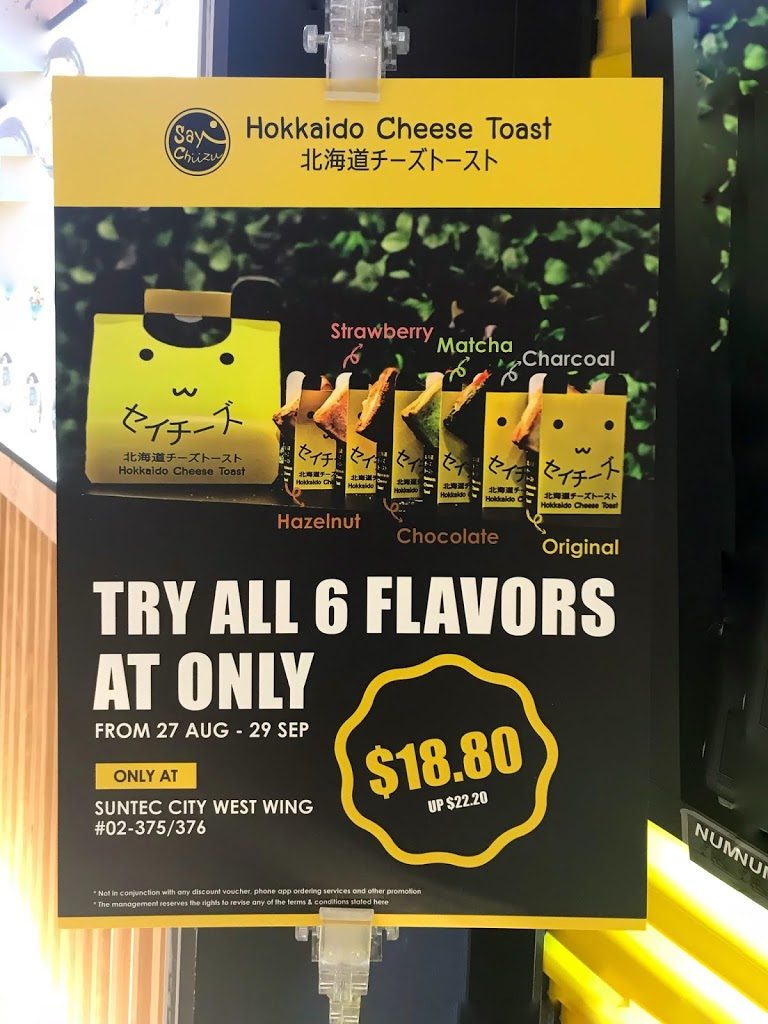 Say Chiizu
Hokkaido Cheese Toast
北海道チーズトースト
Strawberry
Matcha
Charcoal
セイチーズ
北海道チーズトースト
Hokkaido Cheese Toast
セイチーズ
北海道チーズトースト
Hokkaido Cheese Toast
Hazelnut
Chocolate
Original
TRY ALL 6 FLAVORS
AT ONLY
FROM 27 AUG - 29 SEP
$18.80
UP $22.20
ONLY AT
SUNTEC CITY WEST WING
#02-375/376
* Not in conjunction with any discount voucher, phone app ordering services and other promotion
* The management reserves the rights to revise any of the terms & conditions stated here
NUMNUM